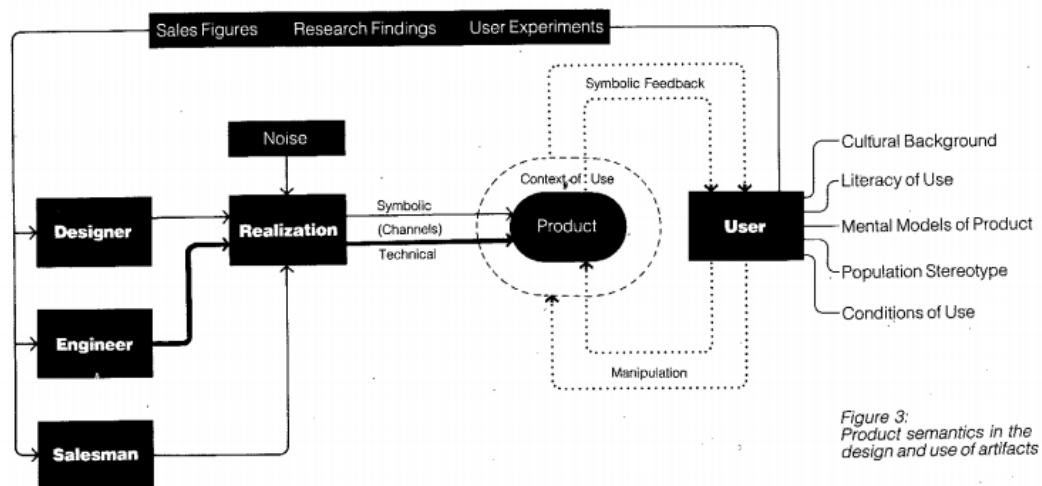 Sales Figures Research Findings User Experiments
Symbolic Feedback
Noise
Cultural Background
Context of Use
Literacy of Use
Designer
Realization
Symbolic
(Channels)
Technical
Product
User
Mental Models of Product
Population Stereotype
Engineer
Conditions of Use
Manipulation
Salesman
Figure 3:
Product semantics in the
design and use of artifacts